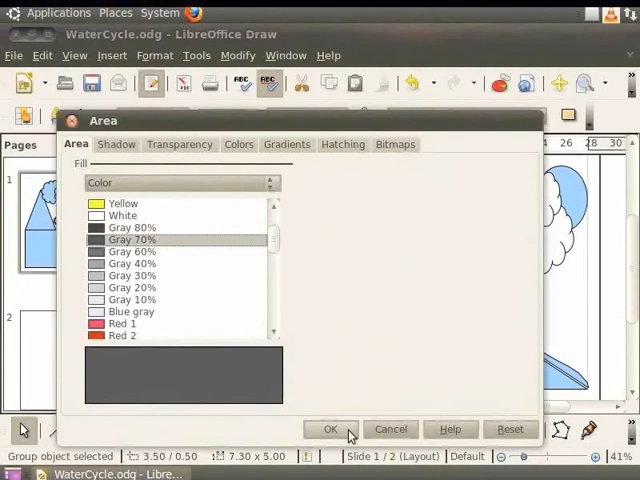 Applications Places System
WaterCycle.odg - LibreOffice Draw
File Edit View Insert Format Tools Modify Window Help
Area
Pages
Area Shadow Transparency Colors Gradients Hatching Bitmaps
26 28 30
Fill
1
Color
Yellow
White
Gray 80%
Gray 70%
Gray 60%
Gray 40%
Gray 30%
Gray 20%
Gray 10%
Blue gray
Red 1
Red 2
2
OK Cancel Help Reset
Group object selected 3.50 / 0.50 7.30 x 5.00 Slide 1 / 2 (Layout) Default 41%
WaterCycle.odg - Libre...